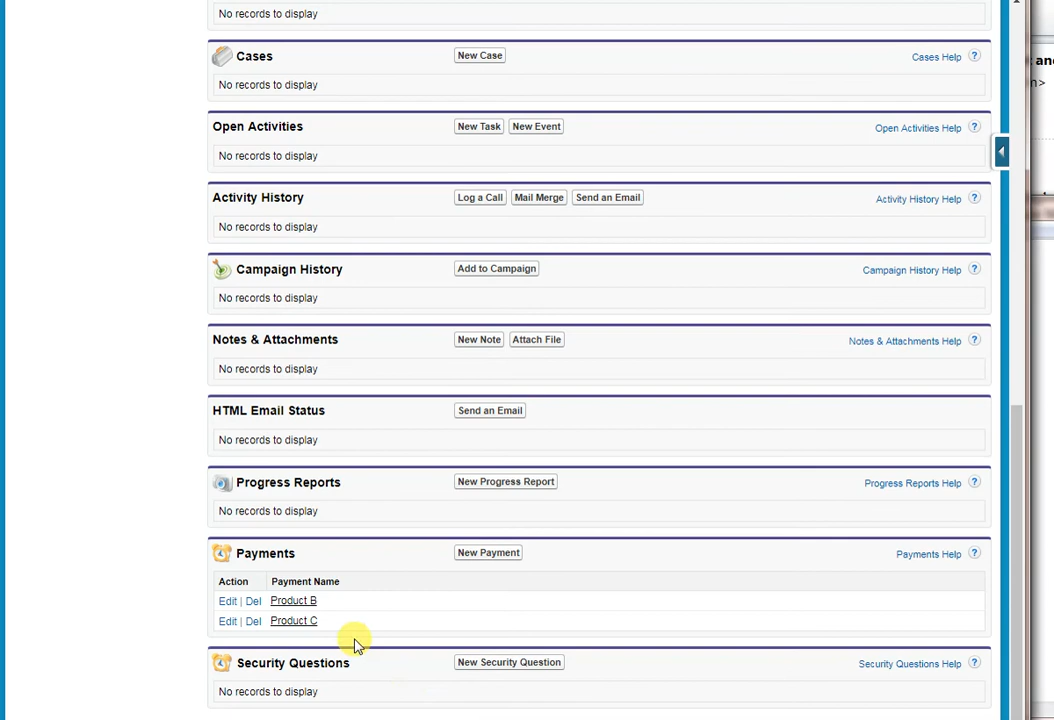 No records to display
Cases New Case Cases Help ?
No records to display
Open Activities New Task New Event Open Activities Help ?
No records to display
Activity History Log a Call Mail Merge Send an Email Activity History Help ?
No records to display
Campaign History Add to Campaign Campaign History Help ?
No records to display
Notes & Attachments New Note Attach File Notes & Attachments Help ?
No records to display
HTML Email Status Send an Email
No records to display
Progress Reports New Progress Report Progress Reports Help ?
No records to display
Payments New Payment Payments Help ?
Action Payment Name
Edit | Del Product B
Edit | Del Product C
Security Questions New Security Question Security Questions Help ?
No records to display